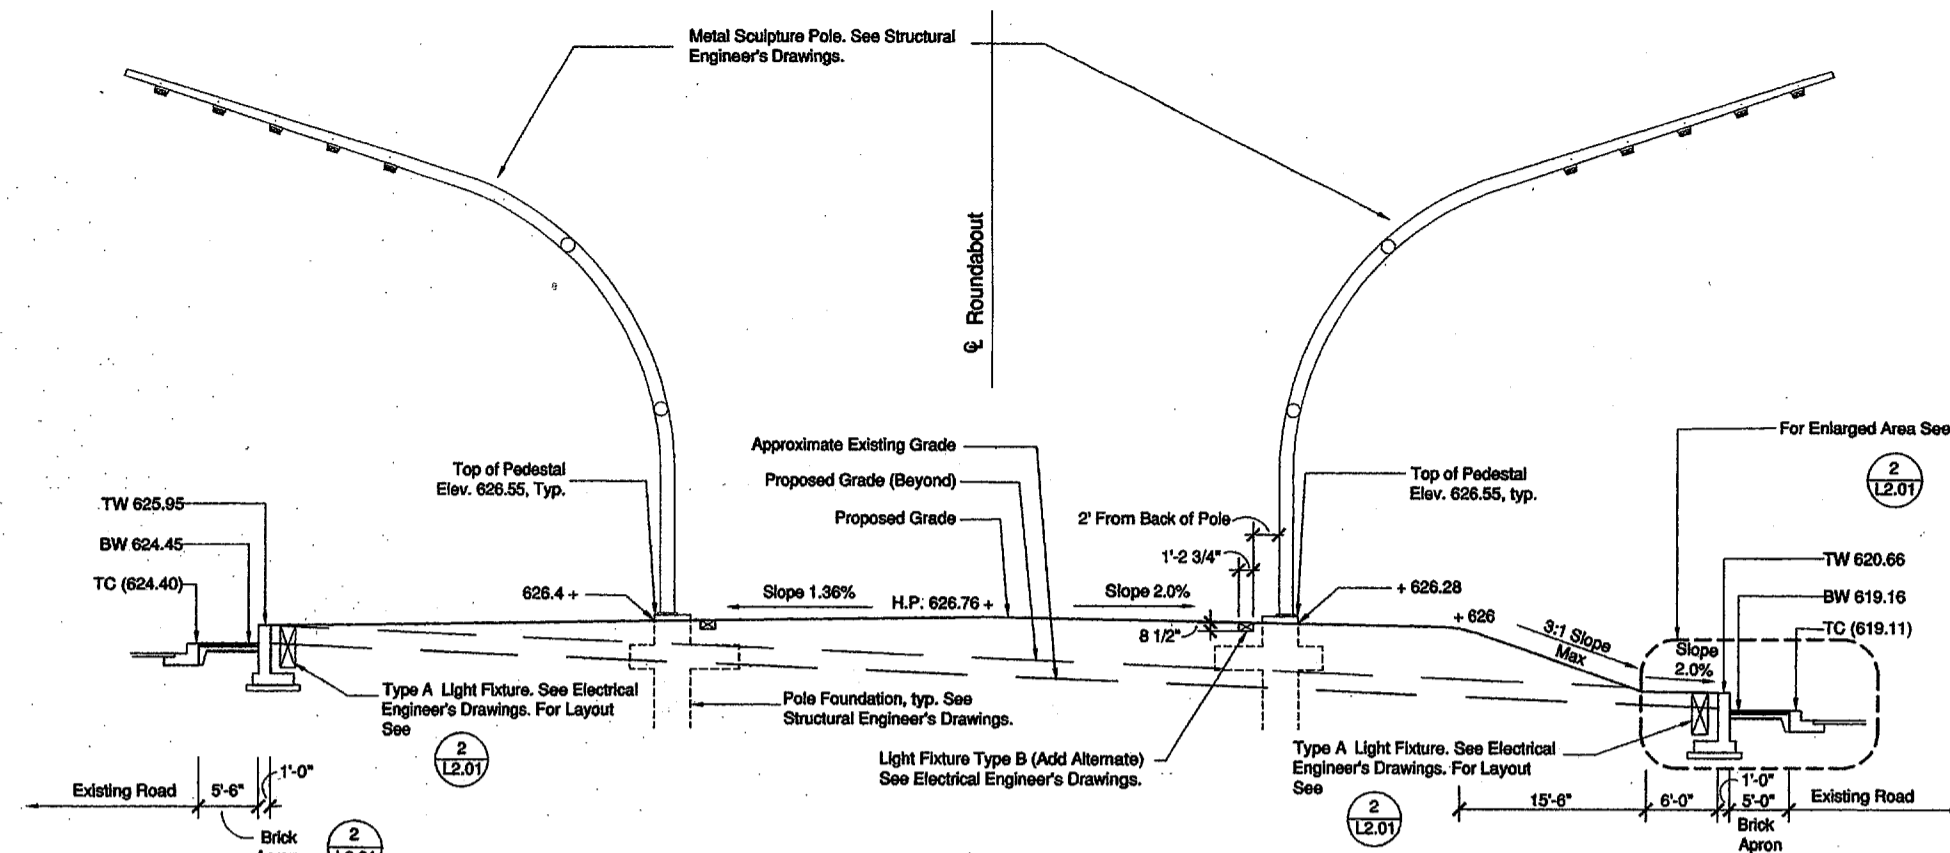 Metal Sculpture Pole. See Structural
Engineer's Drawings.
℄ Roundabout
For Enlarged Area See
2
L2.01
Approximate Existing Grade
Proposed Grade (Beyond)
Proposed Grade
Top of Pedestal
Elev. 626.55, Typ.
Top of Pedestal
Elev. 626.55, typ.
2' From Back of Pole
1'-2 3/4"
TW 625.95
BW 624.45
TC (624.40)
626.4 +
Slope 1.36%
H.P. 626.76 +
Slope 2.0%
8 1/2"
+ 626.28
+ 626
3:1 Slope
Max
Slope
2.0%
TW 620.66
BW 619.16
TC (619.11)
Type A Light Fixture. See Electrical
Engineer's Drawings. For Layout
See
2
L2.01
Pole Foundation, typ. See
Structural Engineer's Drawings.
Light Fixture Type B (Add Alternate)
See Electrical Engineer's Drawings.
Type A Light Fixture. See Electrical
Engineer's Drawings. For Layout
See
2
L2.01
Existing Road
5'-6"
1'-0"
Brick
2
15'-6"
6'-0"
1'-0"
5'-0"
Existing Road
Brick
Apron